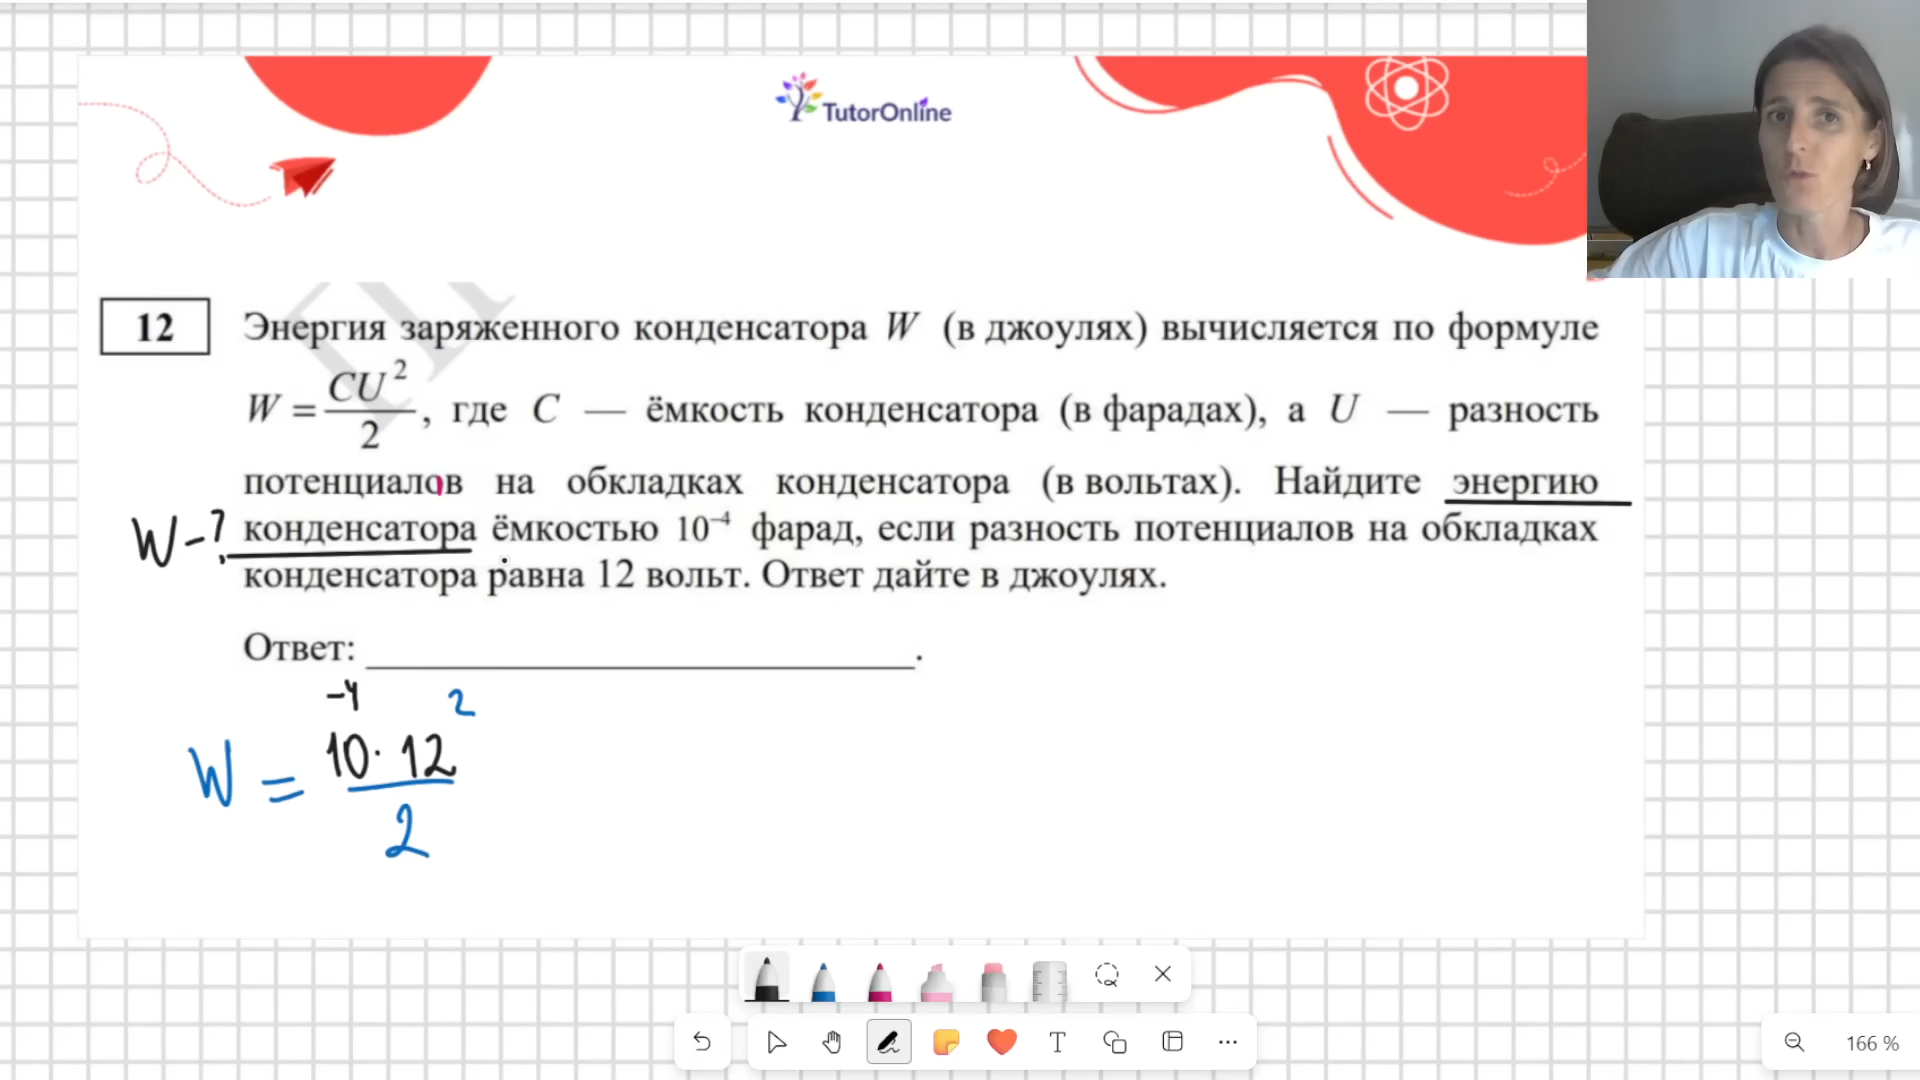 TutorOnline
12 Энергия заряженного конденсатора W (в джоулях) вычисляется по формуле
W = CU²/2, где C — ёмкость конденсатора (в фарадах), а U — разность
потенциалов на обкладках конденсатора (в вольтах). Найдите энергию
W-? конденсатора ёмкостью 10⁻⁴ фарад, если разность потенциалов на обкладках
конденсатора равна 12 вольт. Ответ дайте в джоулях.
Ответ: ______________________________.
W = 10⁻⁴ · 12² / 2
166 %